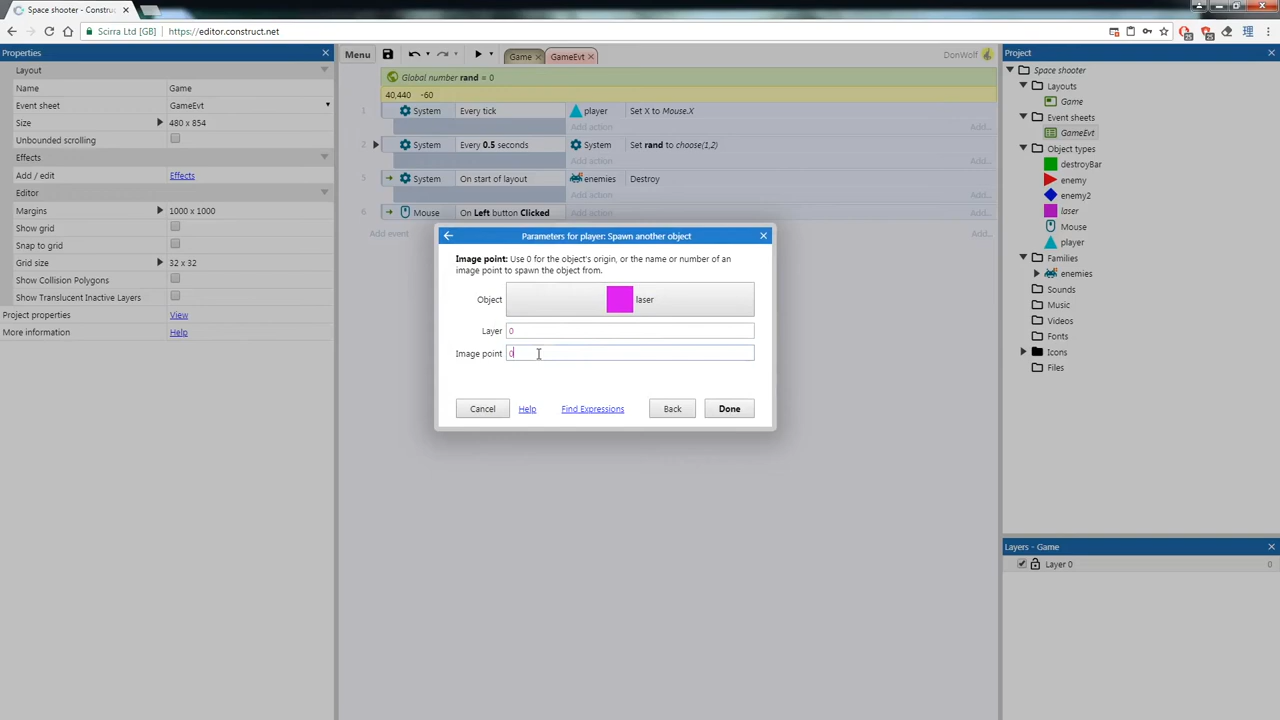 Space shooter - Constru
Scirra Ltd [GB]
https://editor.construct.net
Properties
Layout
Name
Game
Event sheet
GameEvt
Size
480 x 854
Unbounded scrolling
Effects
Add / edit
Effects
Editor
Margins
1000 x 1000
Show grid
Snap to grid
Grid size
32 x 32
Show Collision Polygons
Show Translucent Inactive Layers
Project properties
View
More information
Help
Menu
Game
GameEvt
DonWolf
Global number rand = 0
40,440 -60
1
System
Every tick
player
Set X to Mouse.X
Add action
Add...
2
System
Every 0.5 seconds
System
Set rand to choose(1,2)
Add action
Add...
5
System
On start of layout
enemies
Destroy
Add action
Add...
6
Mouse
On Left button Clicked
Add action
Add...
Add event
Add...
Parameters for player: Spawn another object
Image point: Use 0 for the object's origin, or the name or number of an
image point to spawn the object from.
Object
laser
Layer
0
Image point
0
Cancel
Help
Find Expressions
Back
Done
Project
Space shooter
Layouts
Game
Event sheets
GameEvt
Object types
destroyBar
enemy
enemy2
laser
Mouse
player
Families
enemies
Sounds
Music
Videos
Fonts
Icons
Files
Layers - Game
Layer 0
0